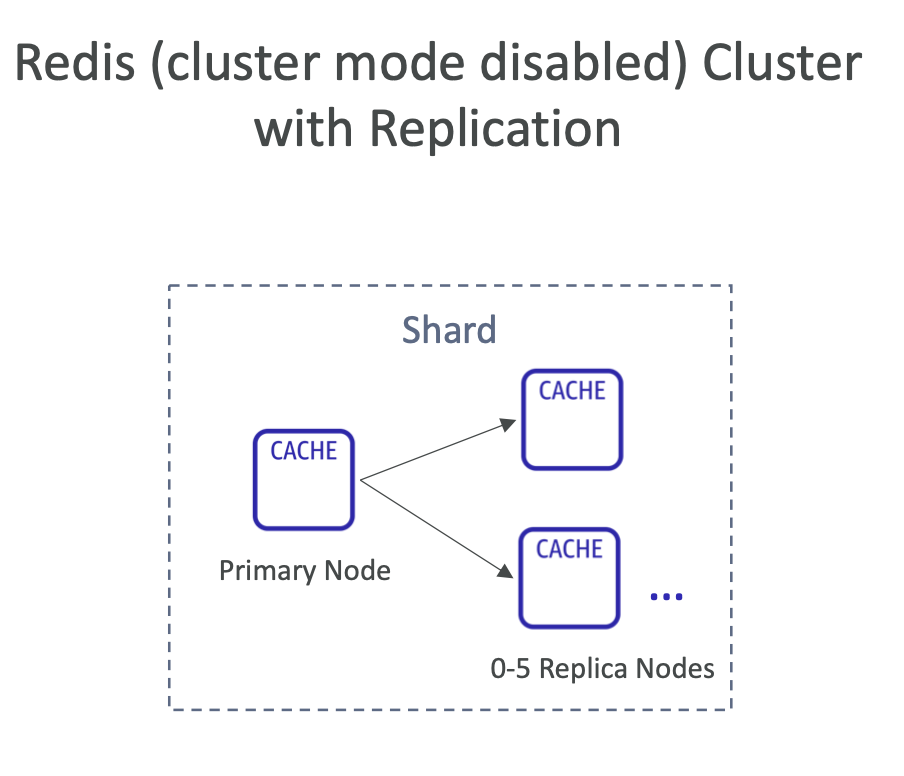 Redis (cluster mode disabled) Cluster
with Replication
Shard
CACHE
CACHE
Primary Node
CACHE
...
0-5 Replica Nodes